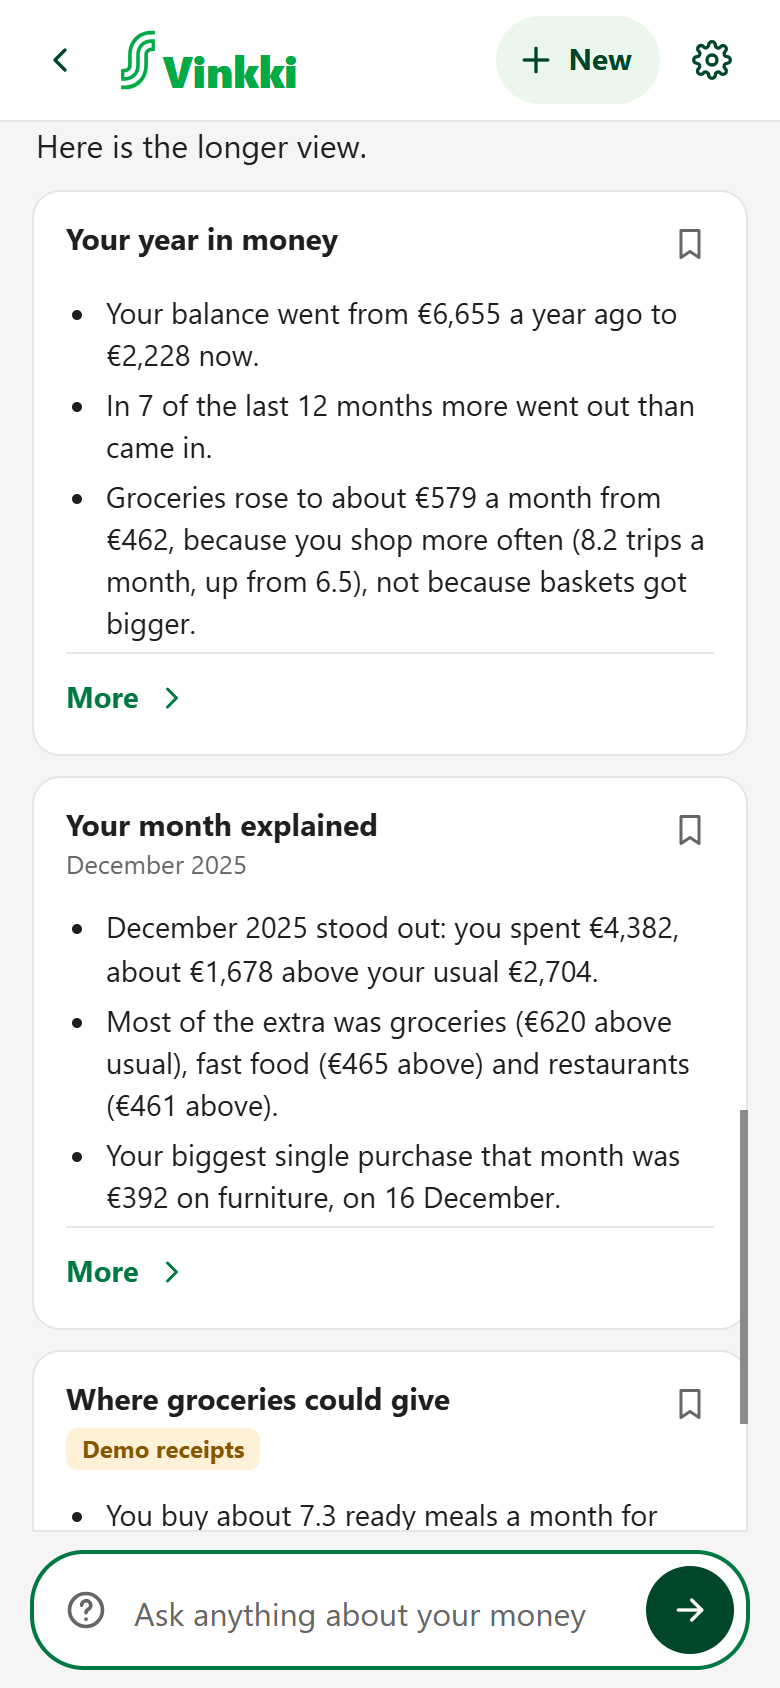 Vinkki
New
Here is the longer view.
Your year in money
• Your balance went from €6,655 a year ago to
€2,228 now.
• In 7 of the last 12 months more went out than
came in.
• Groceries rose to about €579 a month from
€462, because you shop more often (8.2 trips a
month, up from 6.5), not because baskets got
bigger.
More
Your month explained
December 2025
• December 2025 stood out: you spent €4,382,
about €1,678 above your usual €2,704.
• Most of the extra was groceries (€620 above
usual), fast food (€465 above) and restaurants
(€461 above).
• Your biggest single purchase that month was
€392 on furniture, on 16 December.
More
Where groceries could give
Demo receipts
• You buy about 7.3 ready meals a month for
Ask anything about your money